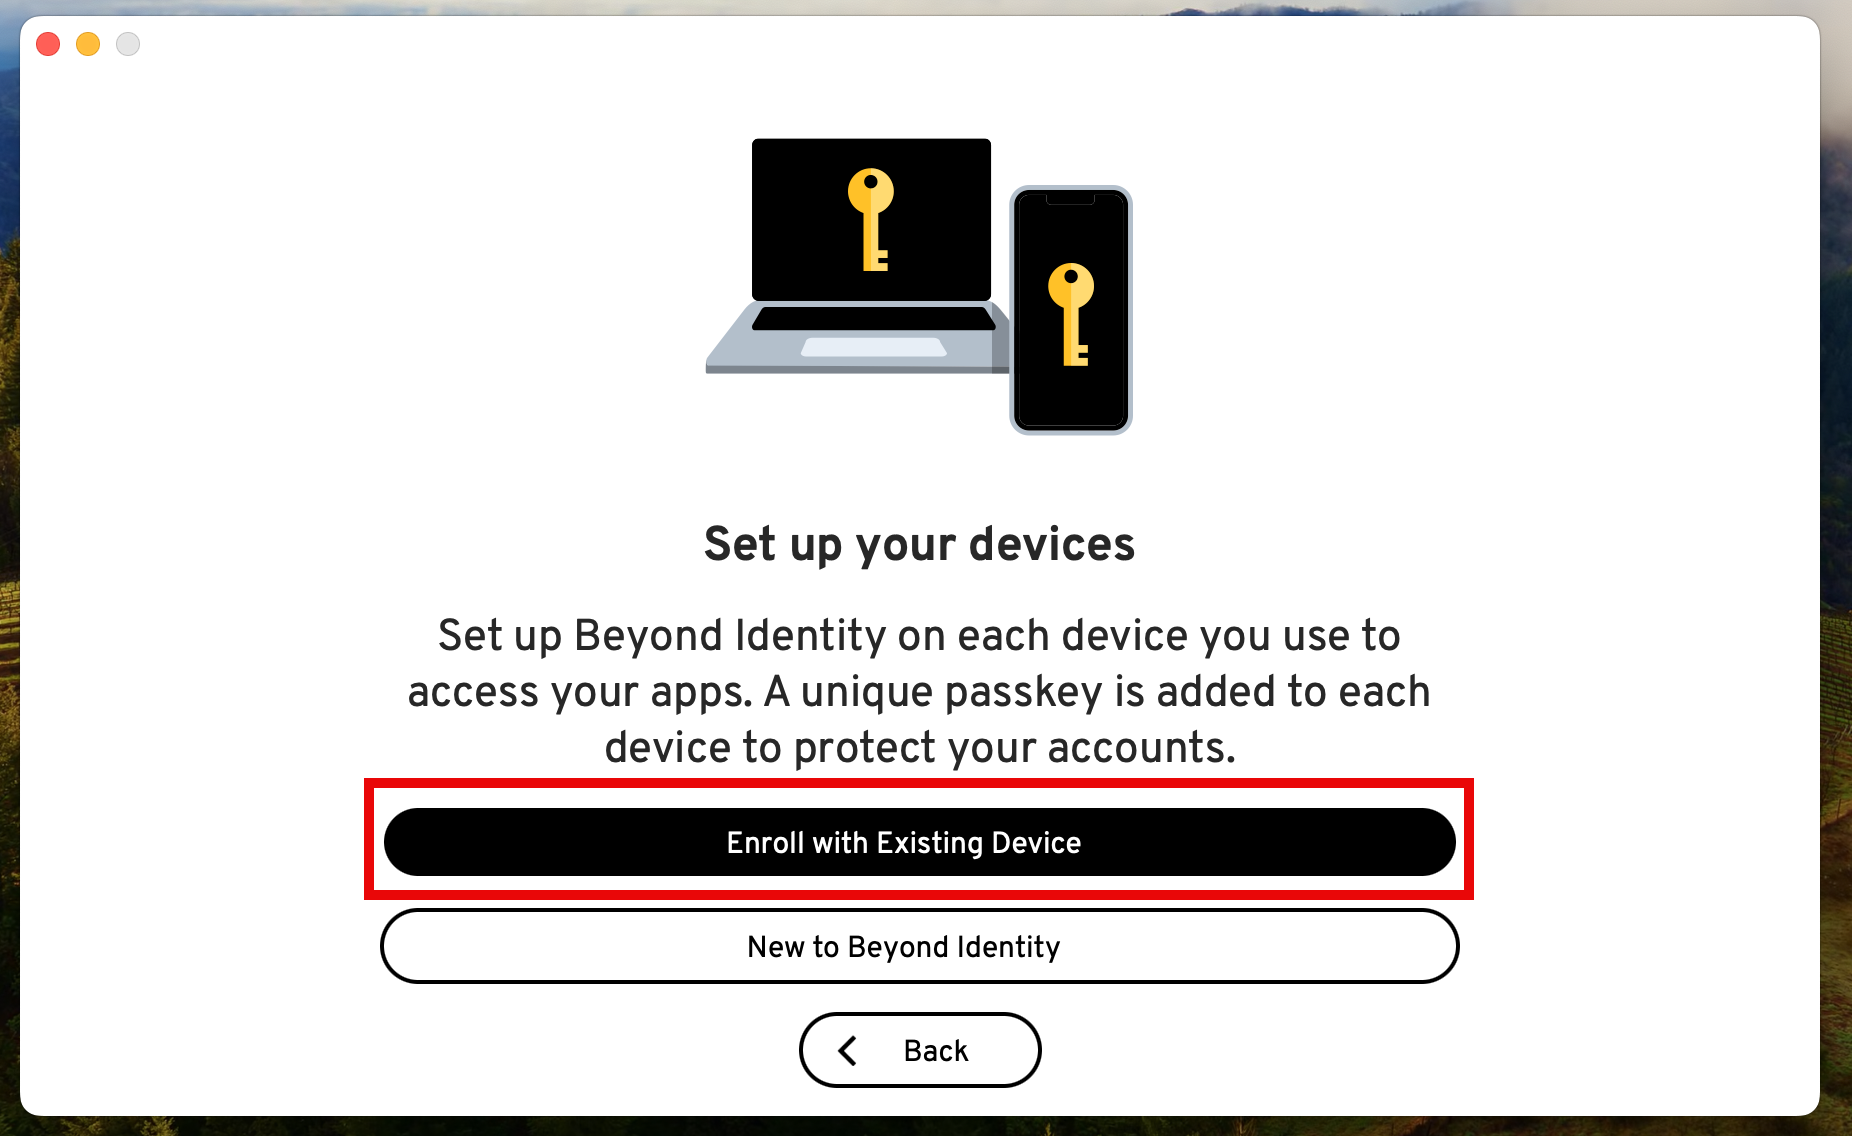 Set up your devices
Set up Beyond Identity on each device you use to
access your apps. A unique passkey is added to each
device to protect your accounts.
Enroll with Existing Device
New to Beyond Identity
Back